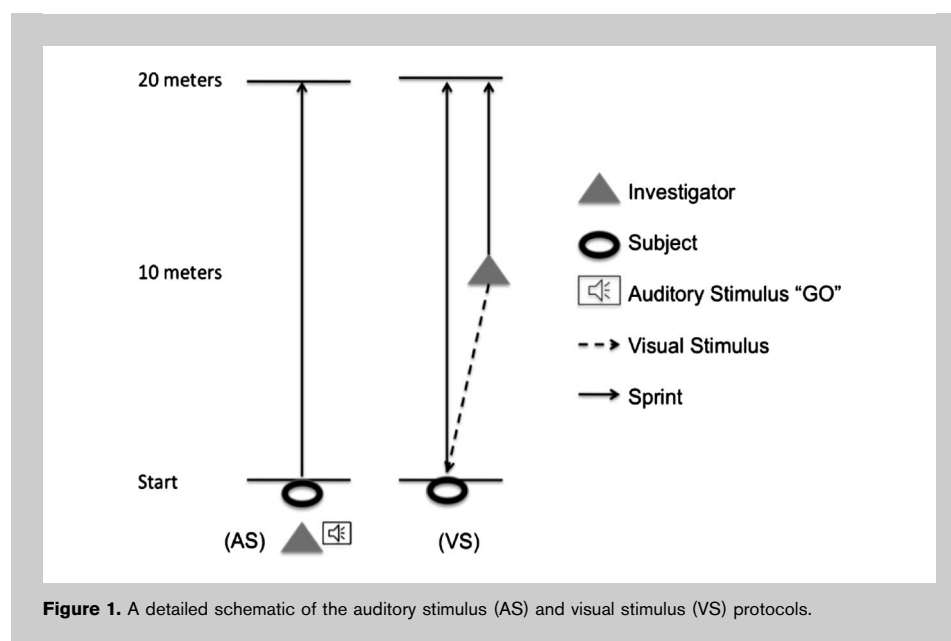 20 meters
10 meters
Start
(AS)
(VS)
Investigator
Subject
Auditory Stimulus “GO”
Visual Stimulus
Sprint
Figure 1. A detailed schematic of the auditory stimulus (AS) and visual stimulus (VS) protocols.